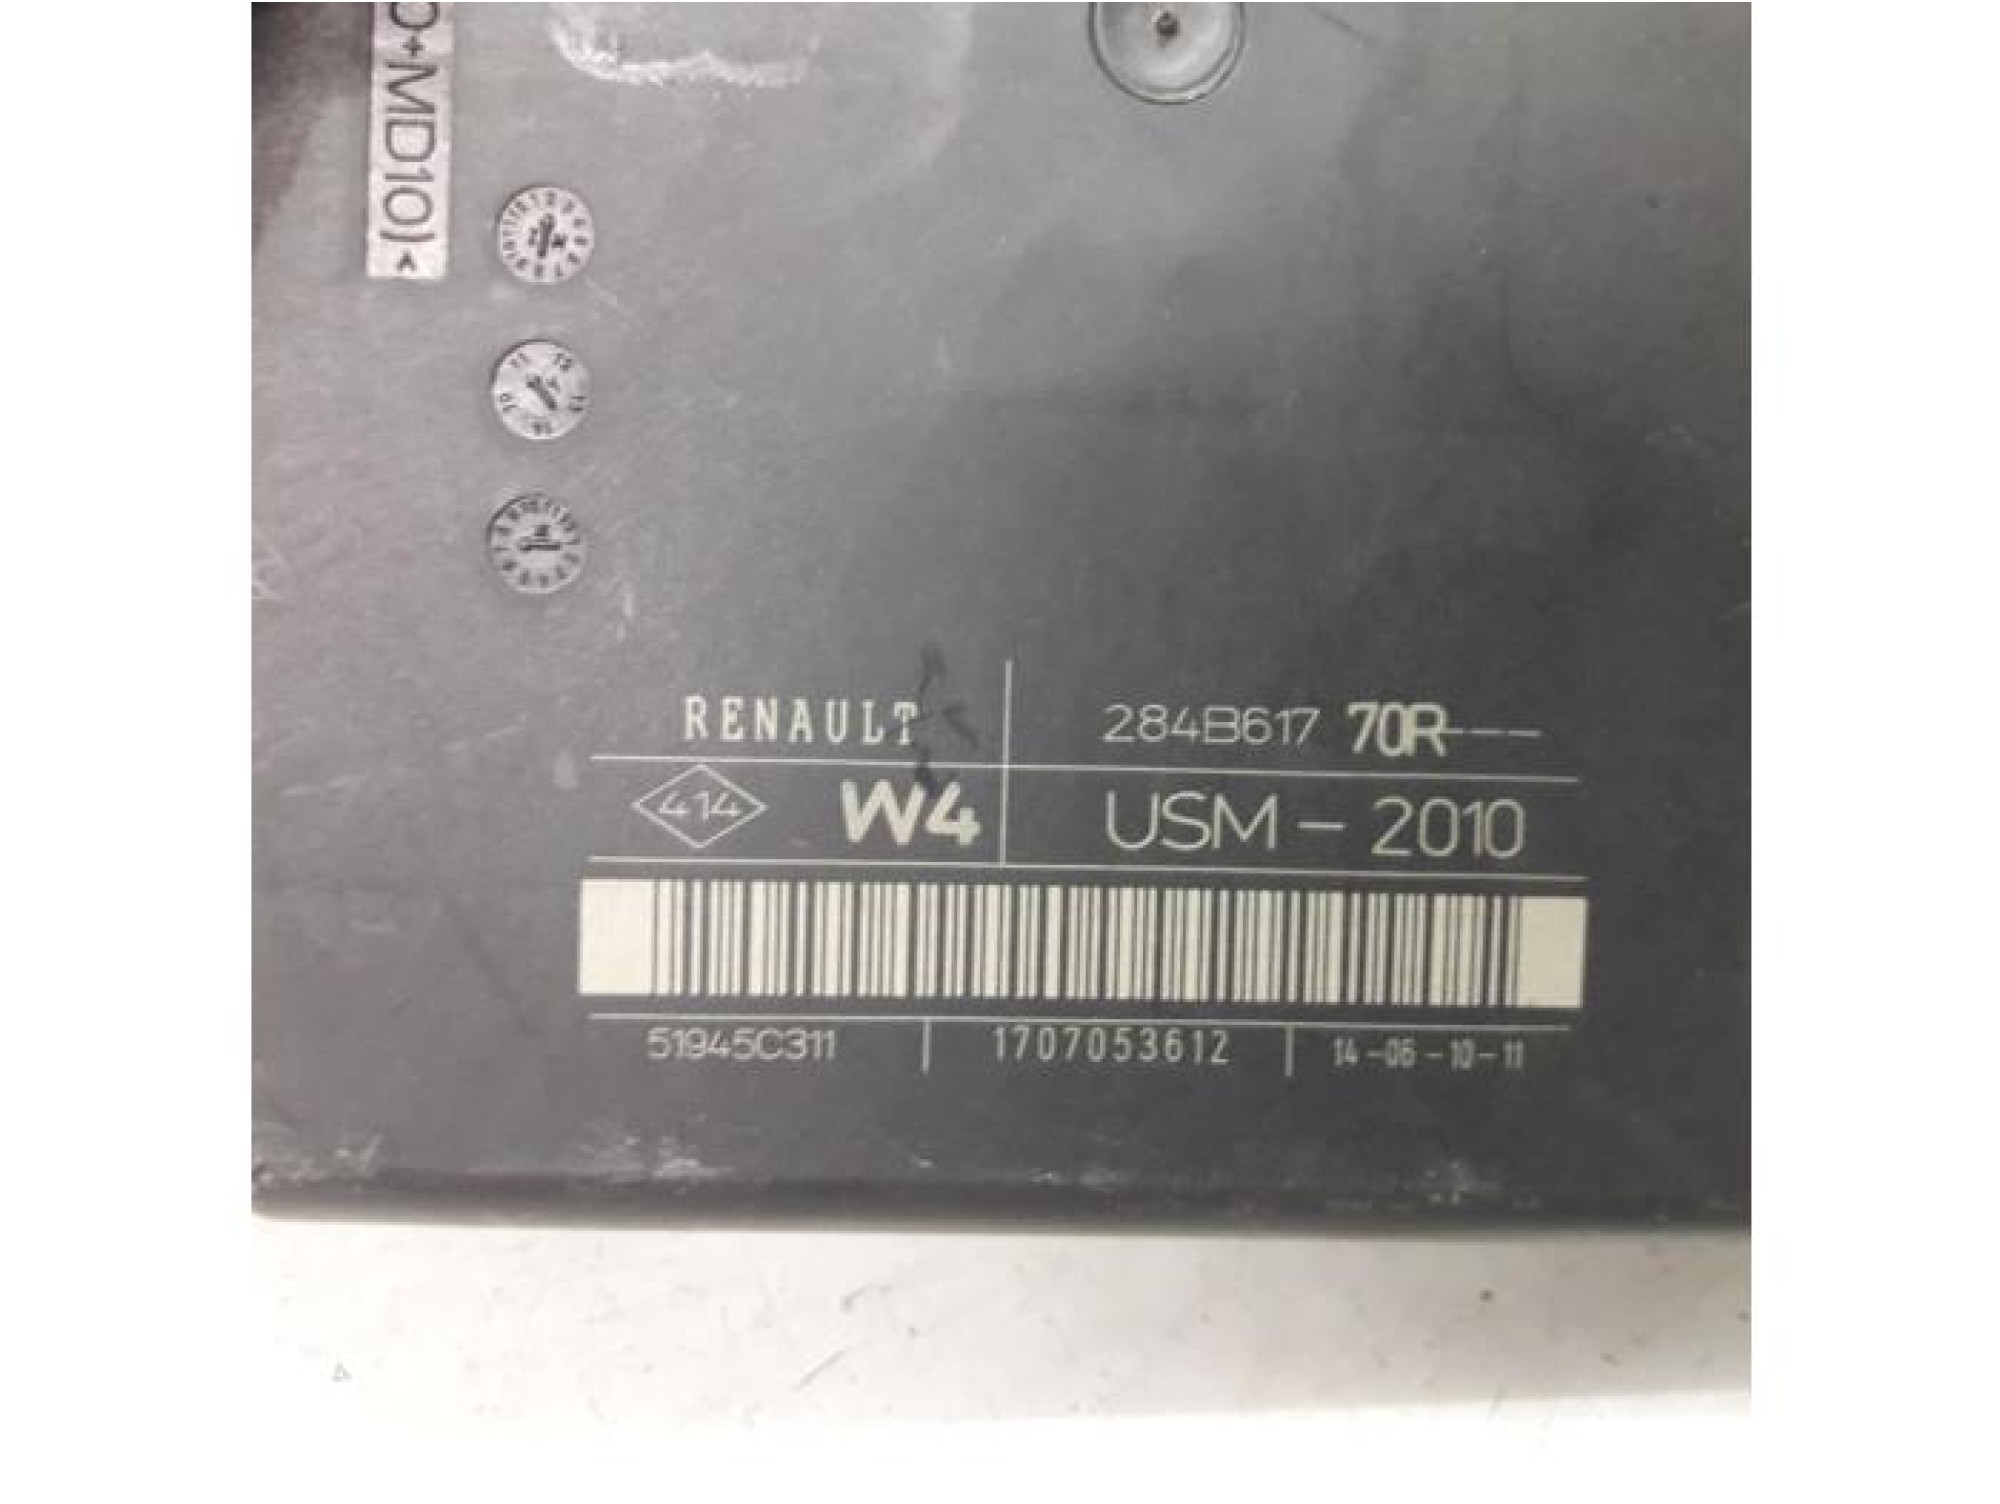 O+MD10)<
RENAULT 284B617 70R---
414 W4 USM - 2010
51945C311 1707053612 14-06-10-11